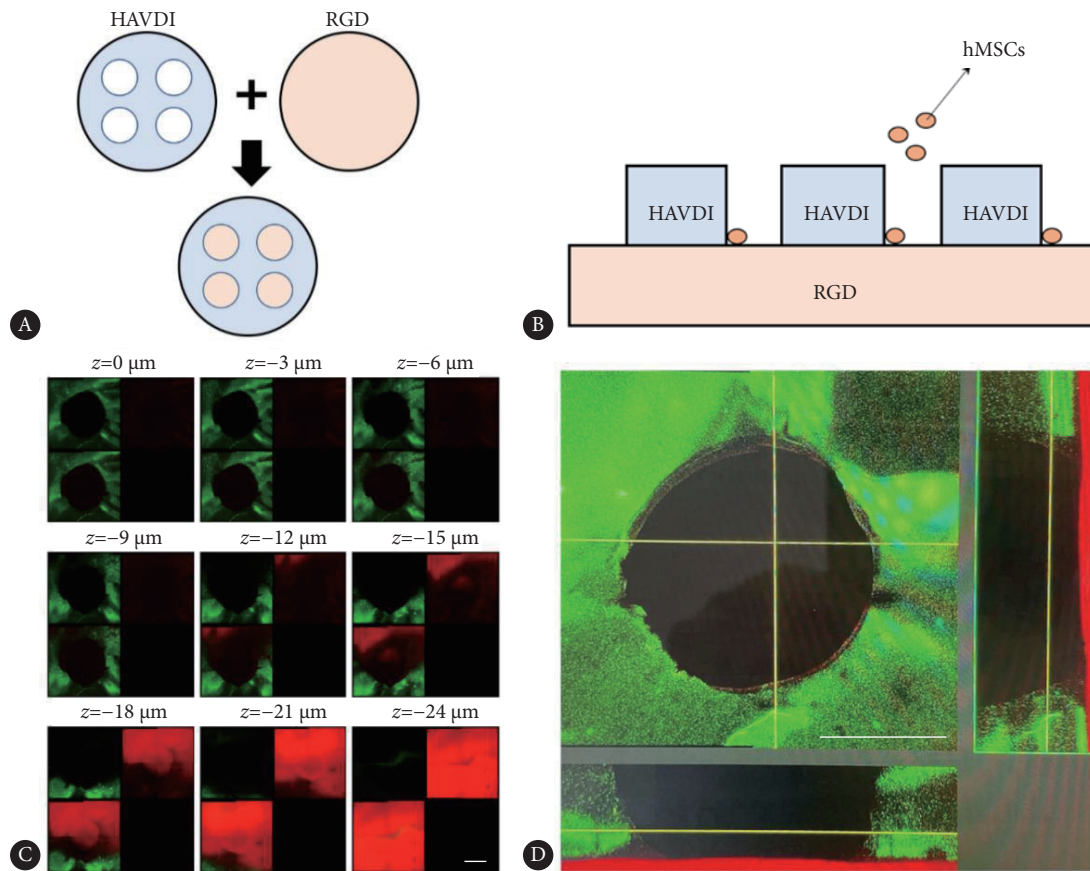 HAVDI
RGD
A
hMSCs
HAVDI
HAVDI
HAVDI
RGD
B
z=0 μm
z=−3 μm
z=−6 μm
z=−9 μm
z=−12 μm
z=−15 μm
z=−18 μm
z=−21 μm
z=−24 μm
C
D